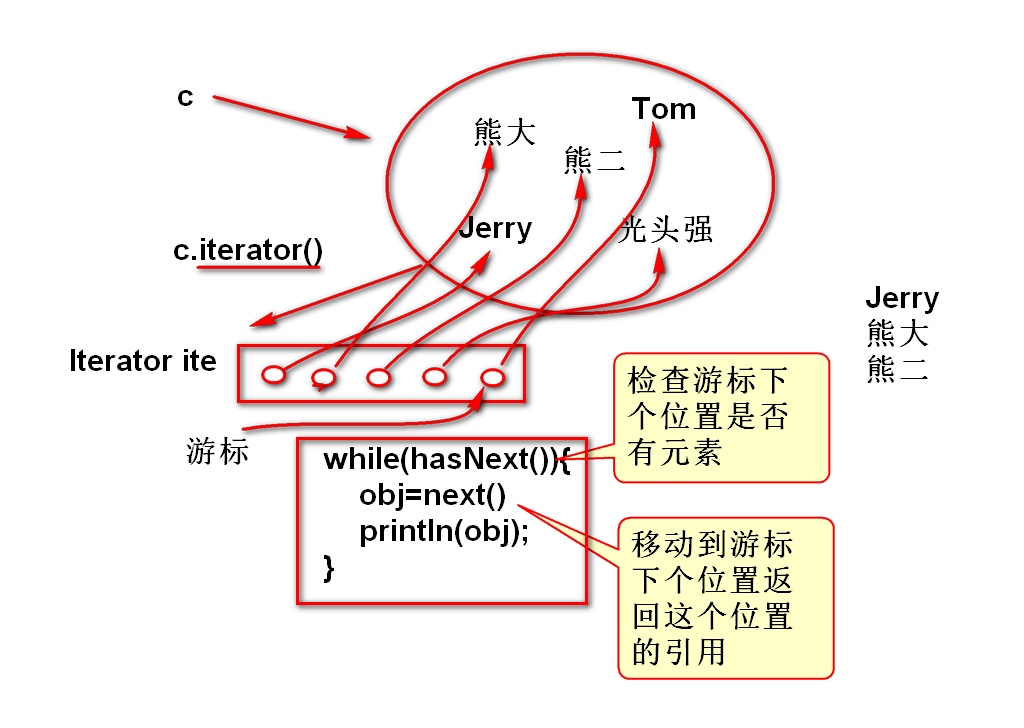 c
Tom
熊大
熊二
Jerry
光头强
c.iterator()
Jerry
熊大
熊二
Iterator ite
游标
检查游标下
个位置是否
有元素
while(hasNext()){
obj=next()
println(obj);
}
移动到游标
下个位置返
回这个位置
的引用